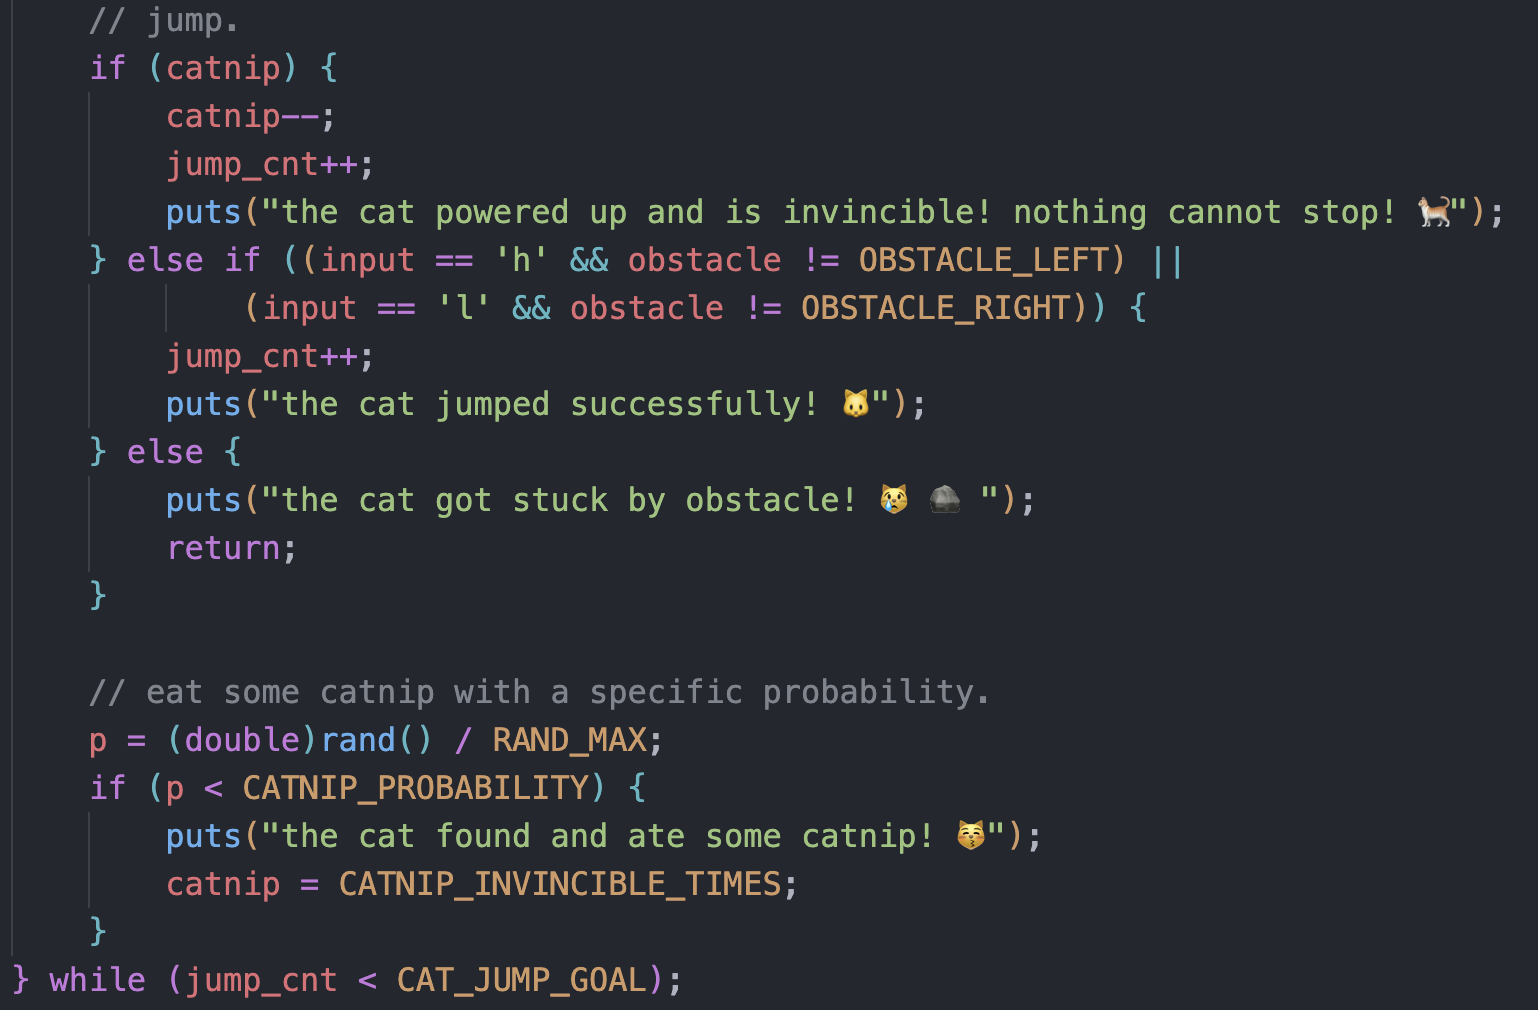 // jump.
if (catnip) {
catnip--;
jump_cnt++;
puts("the cat powered up and is invincible! nothing cannot stop! 🐈");
} else if ((input == 'h' && obstacle != OBSTACLE_LEFT) ||
(input == 'l' && obstacle != OBSTACLE_RIGHT)) {
jump_cnt++;
puts("the cat jumped successfully! 🐱");
} else {
puts("the cat got stuck by obstacle! 😿 🪨 ");
return;
}
// eat some catnip with a specific probability.
p = (double)rand() / RAND_MAX;
if (p < CATNIP_PROBABILITY) {
puts("the cat found and ate some catnip! 😽");
catnip = CATNIP_INVINCIBLE_TIMES;
}
} while (jump_cnt < CAT_JUMP_GOAL);